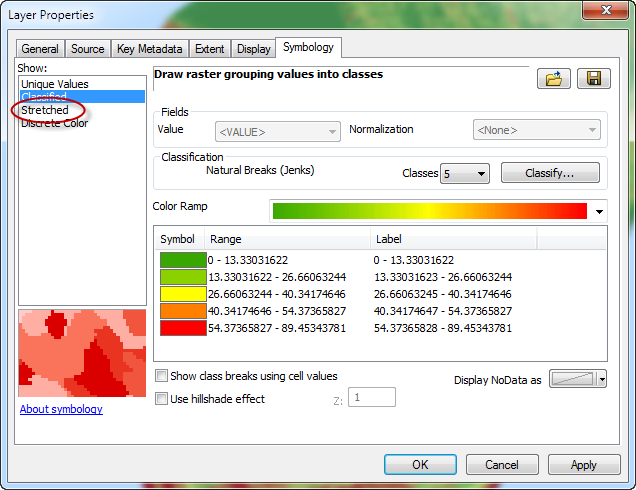 Layer Properties
General Source Key Metadata Extent Display Symbology
Show:
Unique Values
Classified
Stretched
Discrete Color
Draw raster grouping values into classes
Fields
Value <VALUE> Normalization <None>
Classification
Natural Breaks (Jenks) Classes 5 Classify...
Color Ramp
Symbol Range Label
0 - 13.33031622 0 - 13.33031622
13.33031622 - 26.66063244 13.33031623 - 26.66063244
26.66063244 - 40.34174646 26.66063245 - 40.34174646
40.34174646 - 54.37365827 40.34174647 - 54.37365827
54.37365827 - 89.45343781 54.37365828 - 89.45343781
Show class breaks using cell values Display NoData as
Use hillshade effect Z: 1
About symbology
OK Cancel Apply